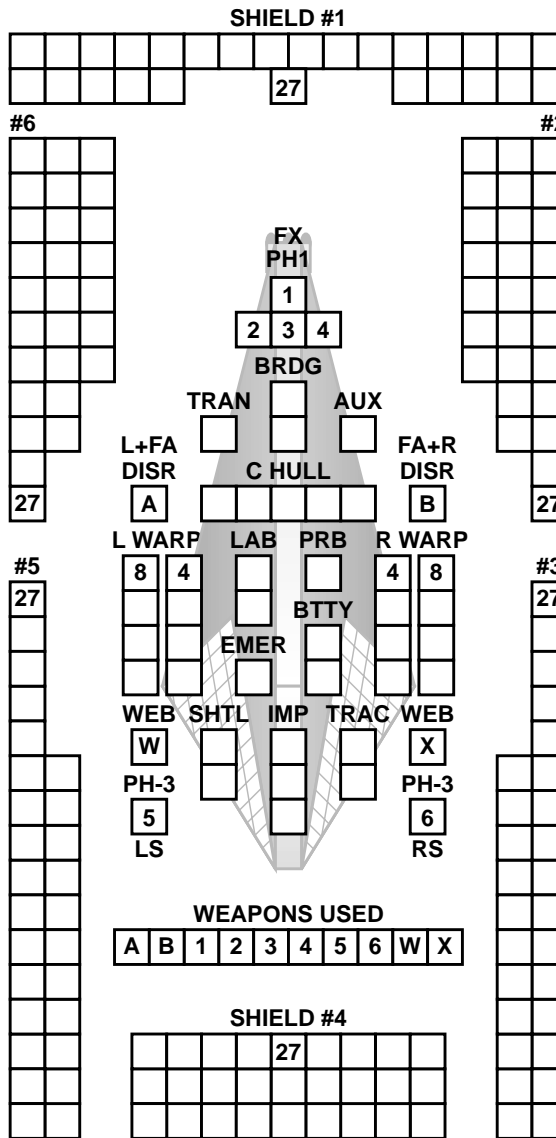 SHIELD #1
27
#6
#2
FX
PH1
1
2 3 4
BRDG
TRAN AUX
L+FA DISR
FA+R DISR
C HULL
27 A B 27
L WARP LAB PRB R WARP
#5 #3
8 4 4 8
27 27
BTTY
EMER
WEB SHTL IMP TRAC WEB
W X
PH-3 PH-3
5 6
LS RS
WEAPONS USED
A B 1 2 3 4 5 6 W X
SHIELD #4
27